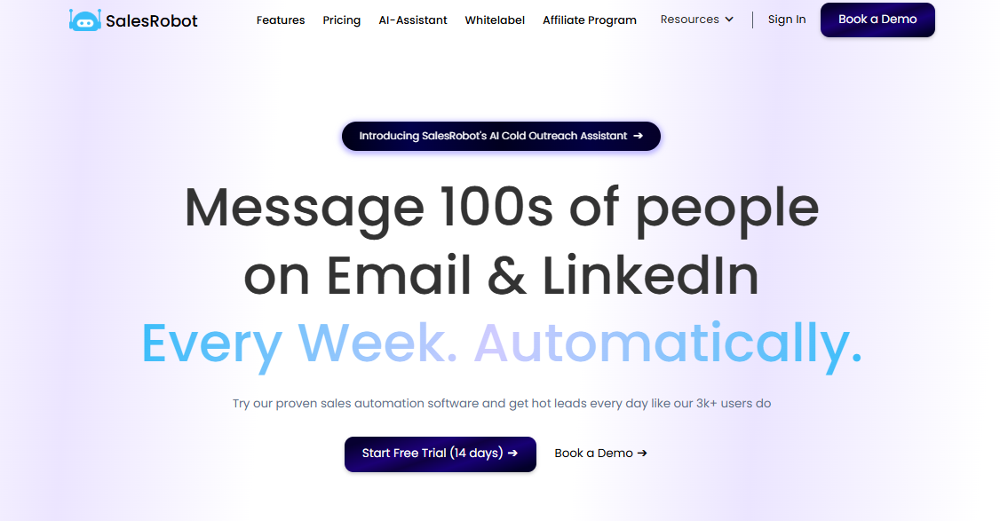 SalesRobot
Features Pricing AI-Assistant Whitelabel Affiliate Program Resources Sign In Book a Demo
Introducing SalesRobot's AI Cold Outreach Assistant ➔
Message 100s of people
on Email & LinkedIn
Every Week. Automatically.
Try our proven sales automation software and get hot leads every day like our 3k+ users do
Start Free Trial (14 days) ➔ Book a Demo ➔